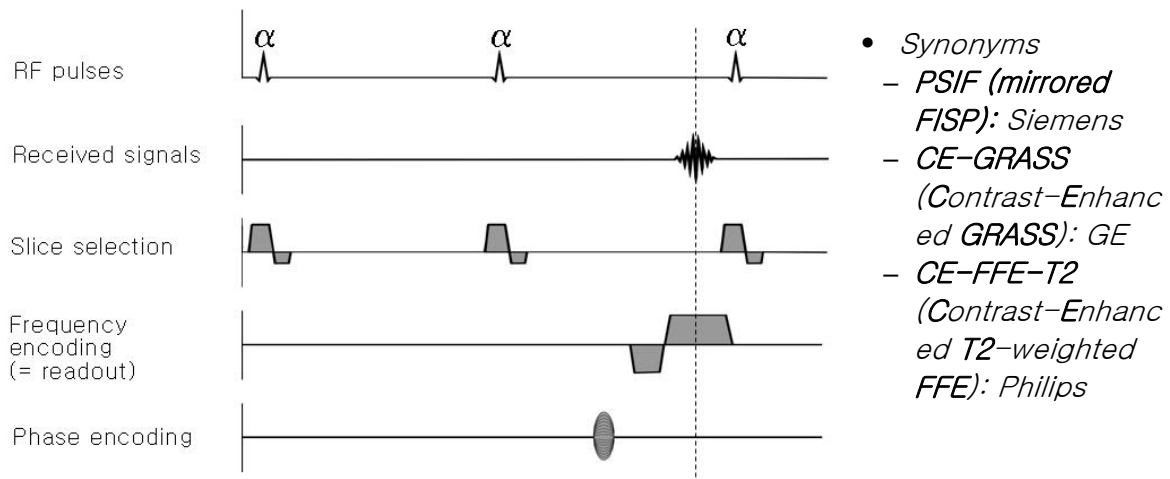 α α α
RF pulses
Received signals
Slice selection
Frequency
encoding
(= readout)
Phase encoding
• Synonyms
– PSIF (mirrored
FISP): Siemens
– CE-GRASS
(Contrast-Enhanc
ed GRASS): GE
– CE-FFE-T2
(Contrast-Enhanc
ed T2-weighted
FFE): Philips